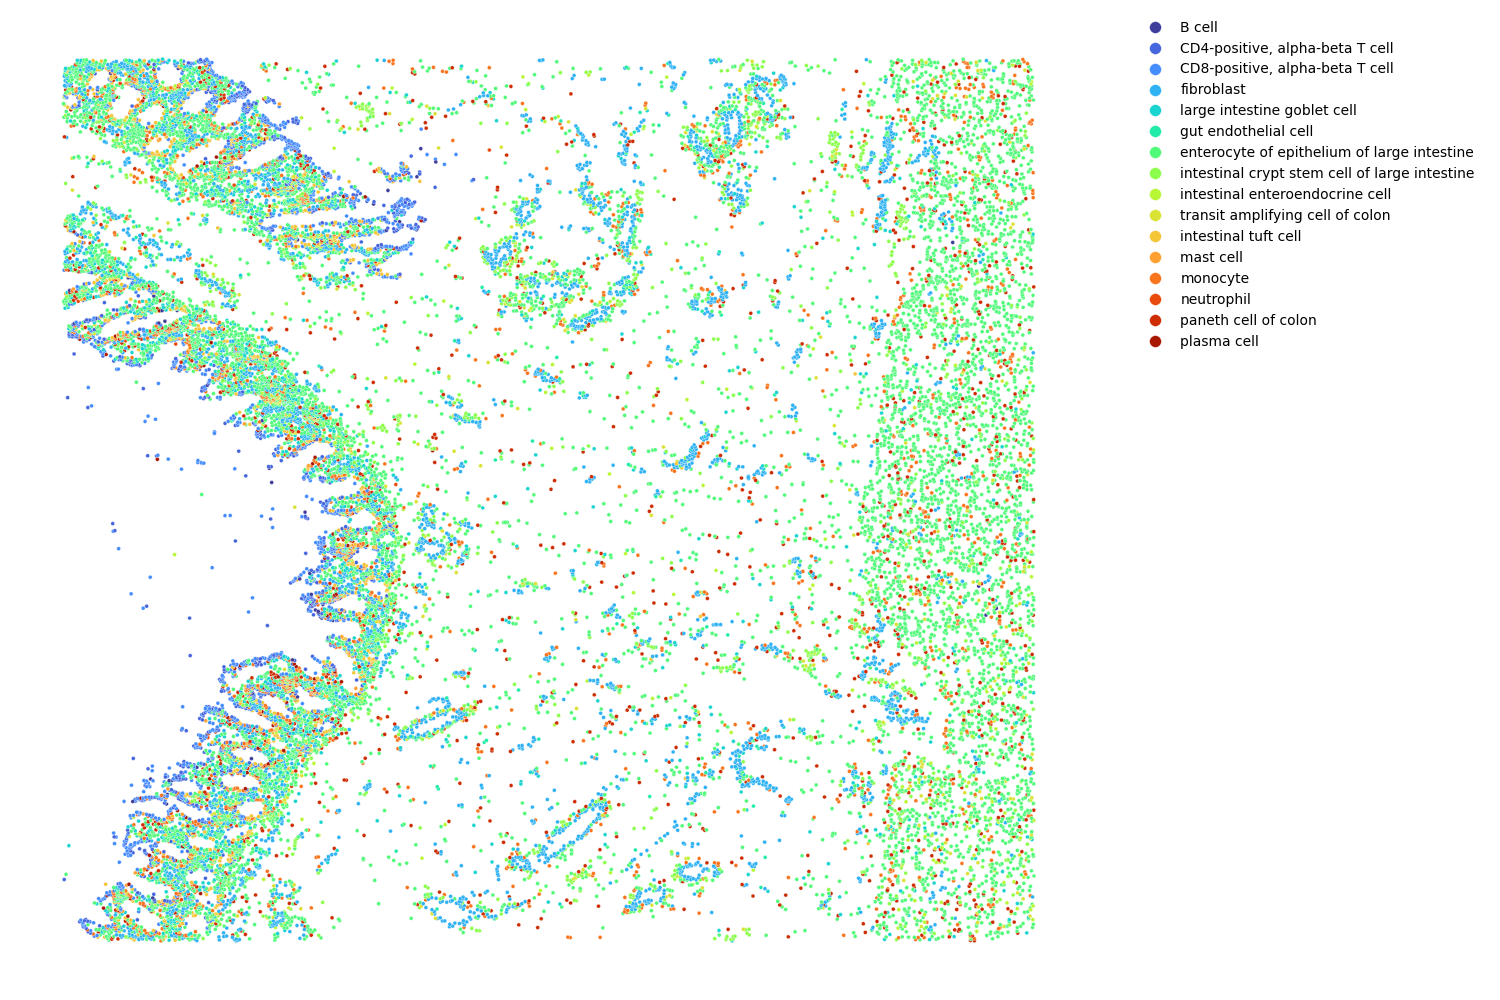 B cell
CD4-positive, alpha-beta T cell
CD8-positive, alpha-beta T cell
fibroblast
large intestine goblet cell
gut endothelial cell
enterocyte of epithelium of large intestine
intestinal crypt stem cell of large intestine
intestinal enteroendocrine cell
transit amplifying cell of colon
intestinal tuft cell
mast cell
monocyte
neutrophil
paneth cell of colon
plasma cell